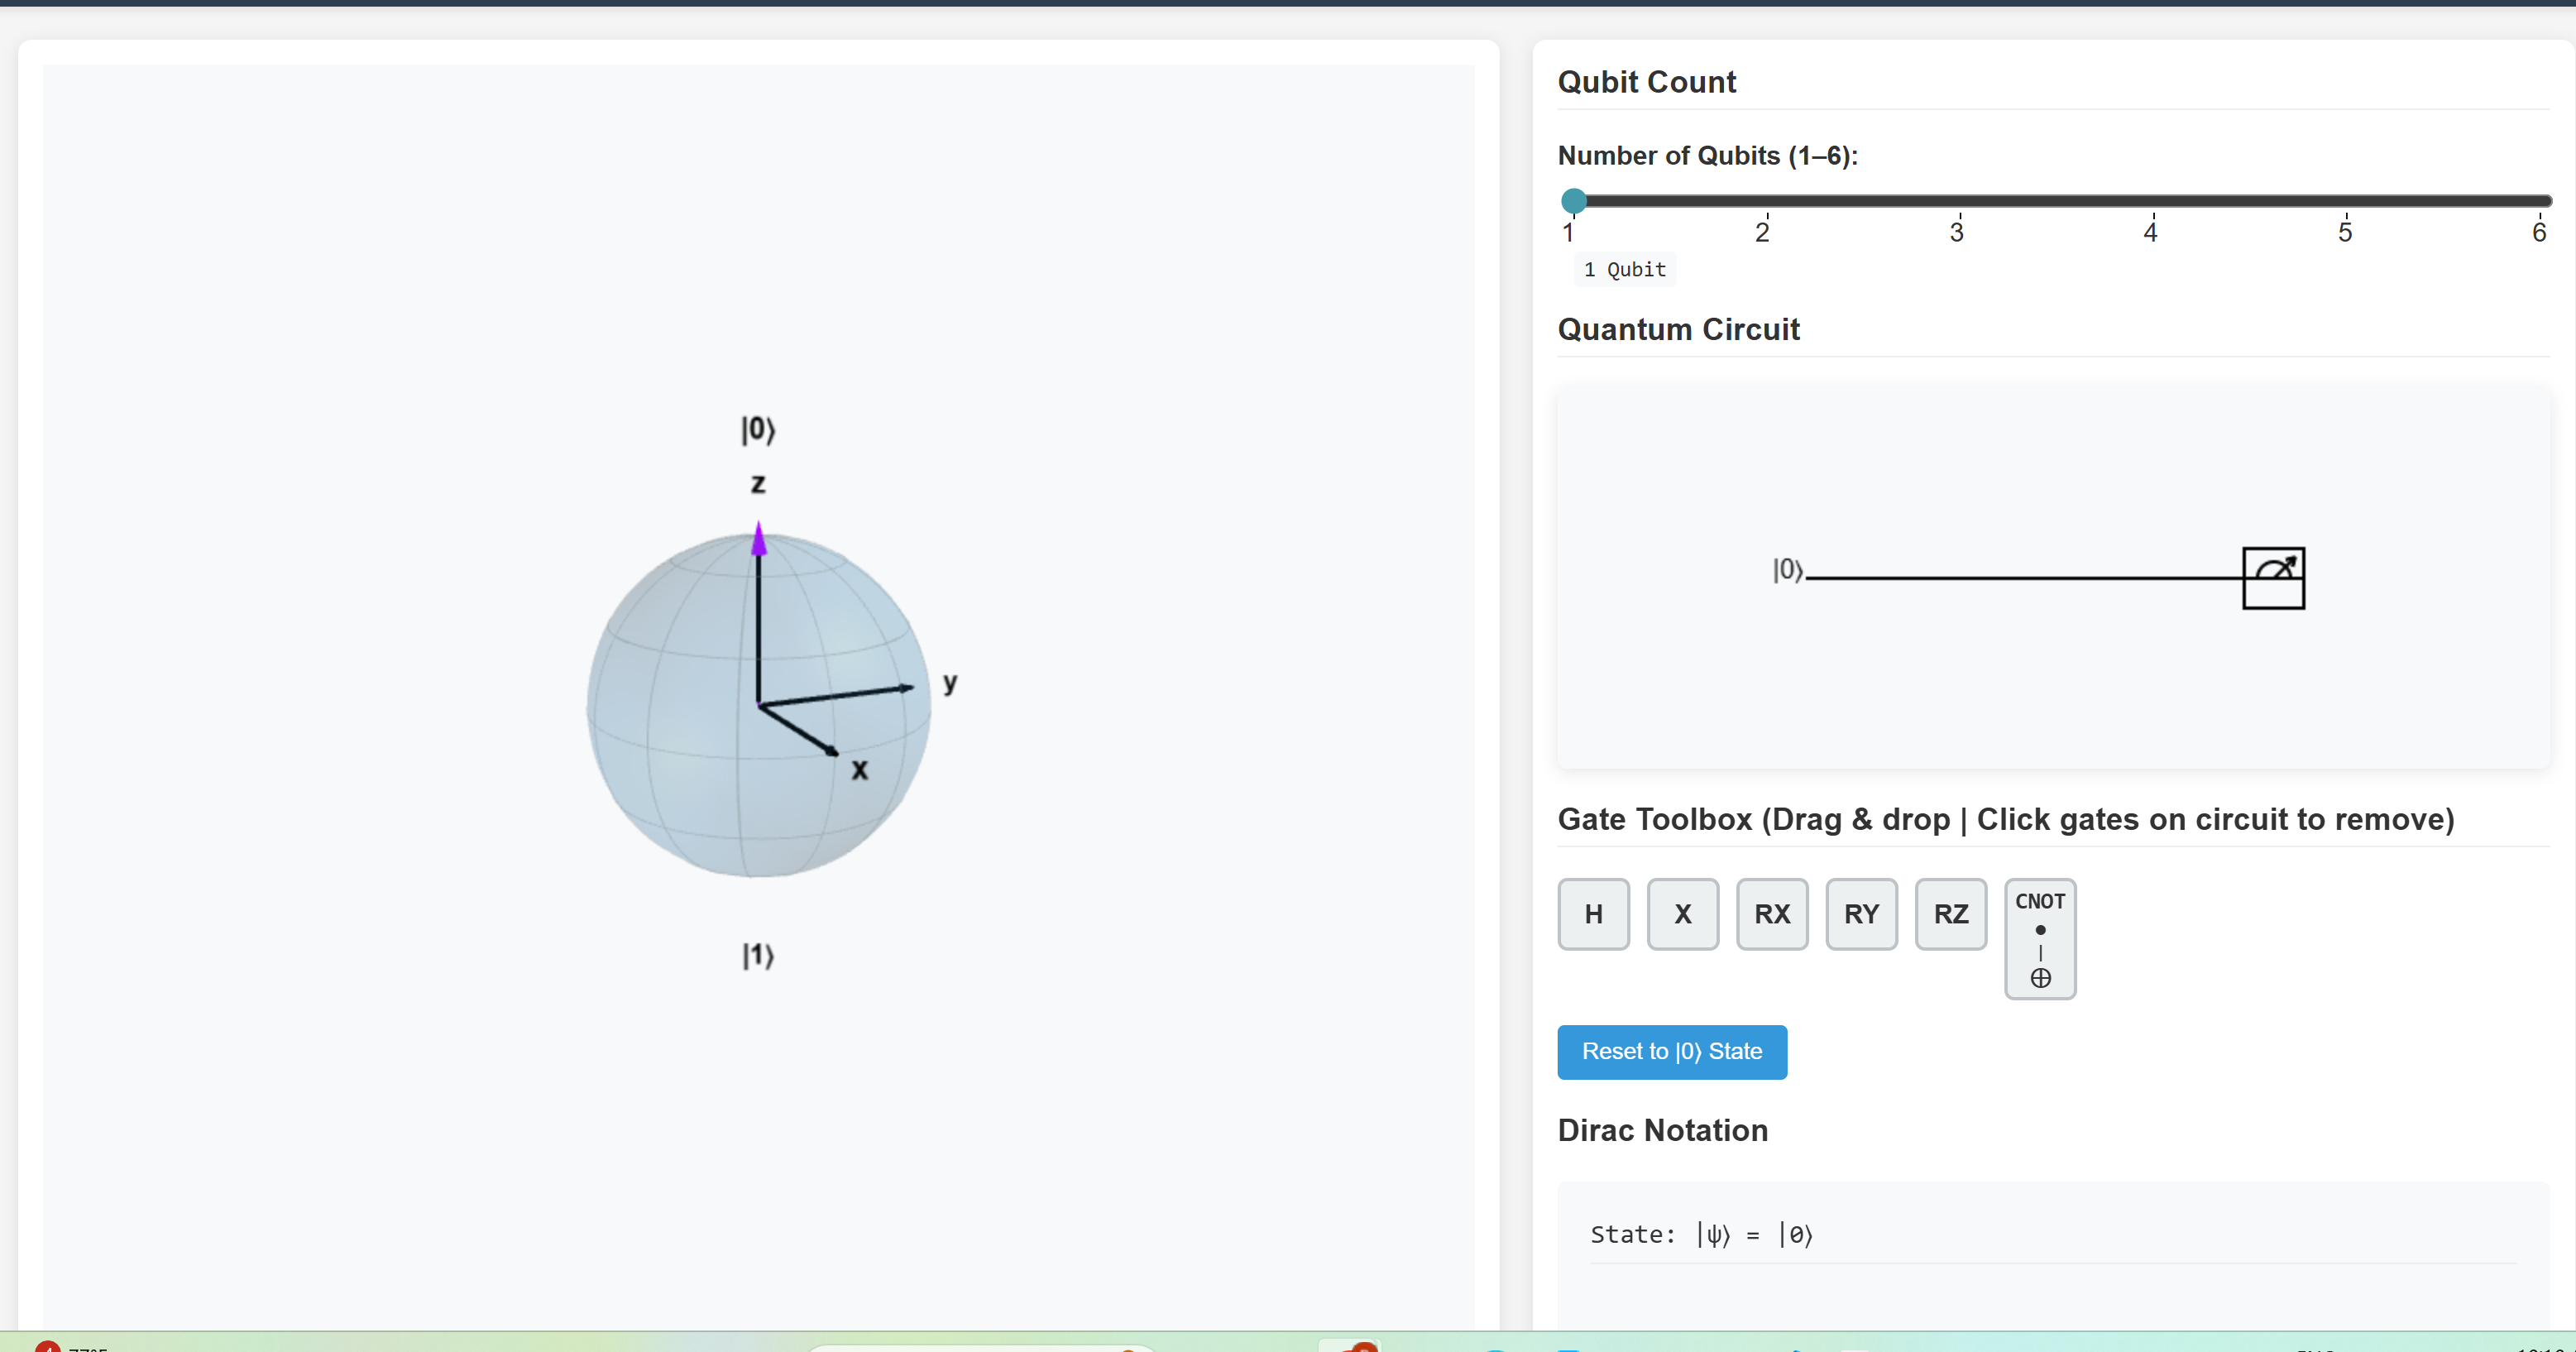 |0⟩
z
y
x
|1⟩
Qubit Count
Number of Qubits (1–6):
1 2 3 4 5 6
1 Qubit
Quantum Circuit
|0⟩
Gate Toolbox (Drag & drop | Click gates on circuit to remove)
H X RX RY RZ CNOT
Reset to |0⟩ State
Dirac Notation
State: |ψ⟩ = |0⟩